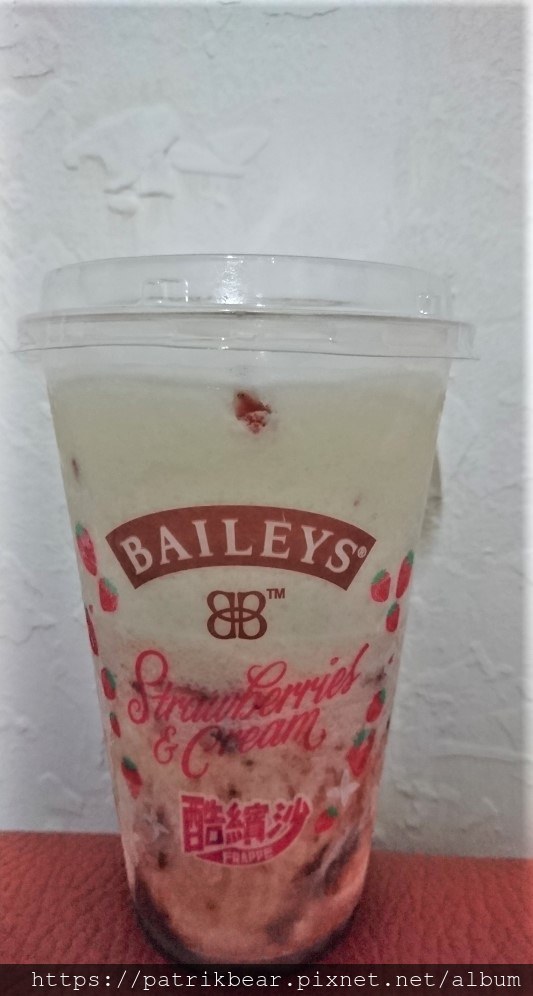 BAILEYS®
BB™
Strawberries
& Cream
酷繽沙
FRAPPE
https://patrikbear.pixnet.net/album